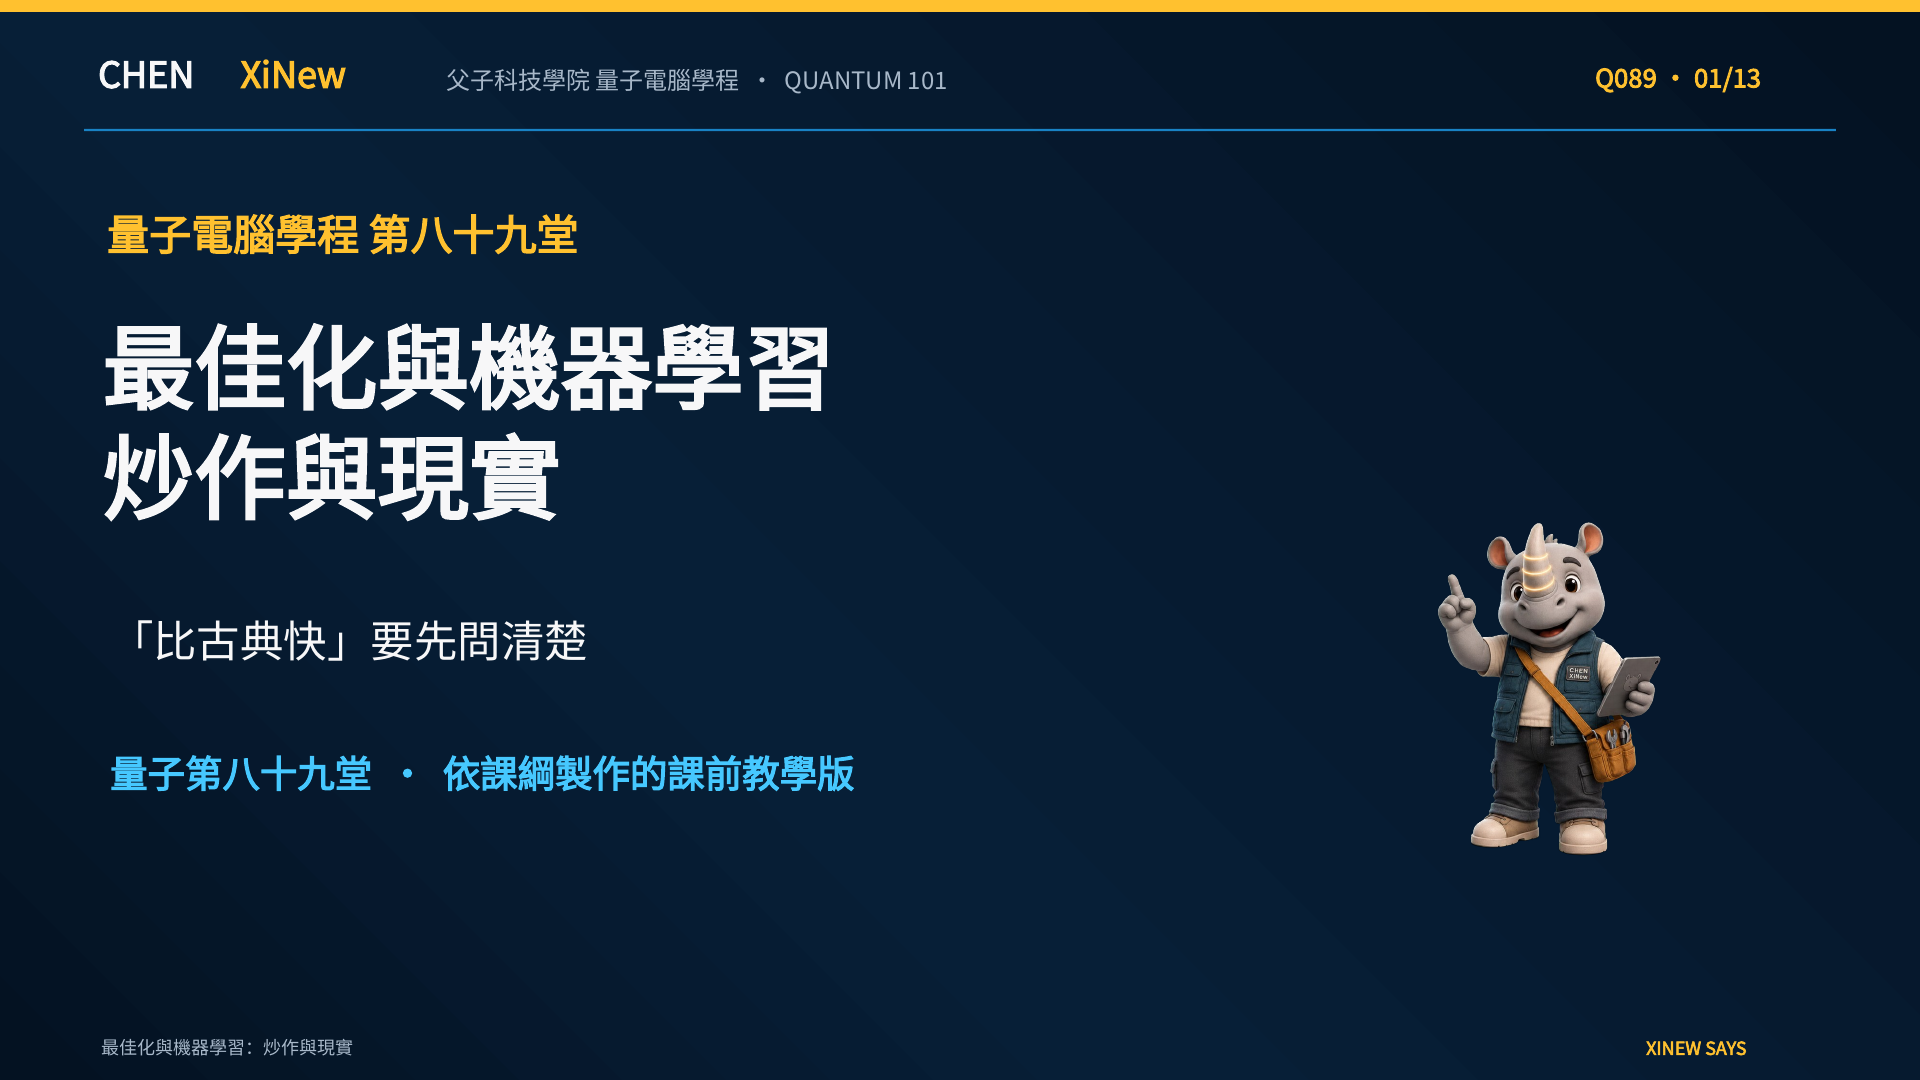 CHEN XiNew 父子科技學院 量子電腦學程 · QUANTUM 101 Q089 · 01/13
量子電腦學程 第八十九堂
最佳化與機器學習
炒作與現實
「比古典快」要先問清楚
量子第八十九堂 · 依課綱製作的課前教學版
CHEN
XiNew
最佳化與機器學習：炒作與現實 XINEW SAYS